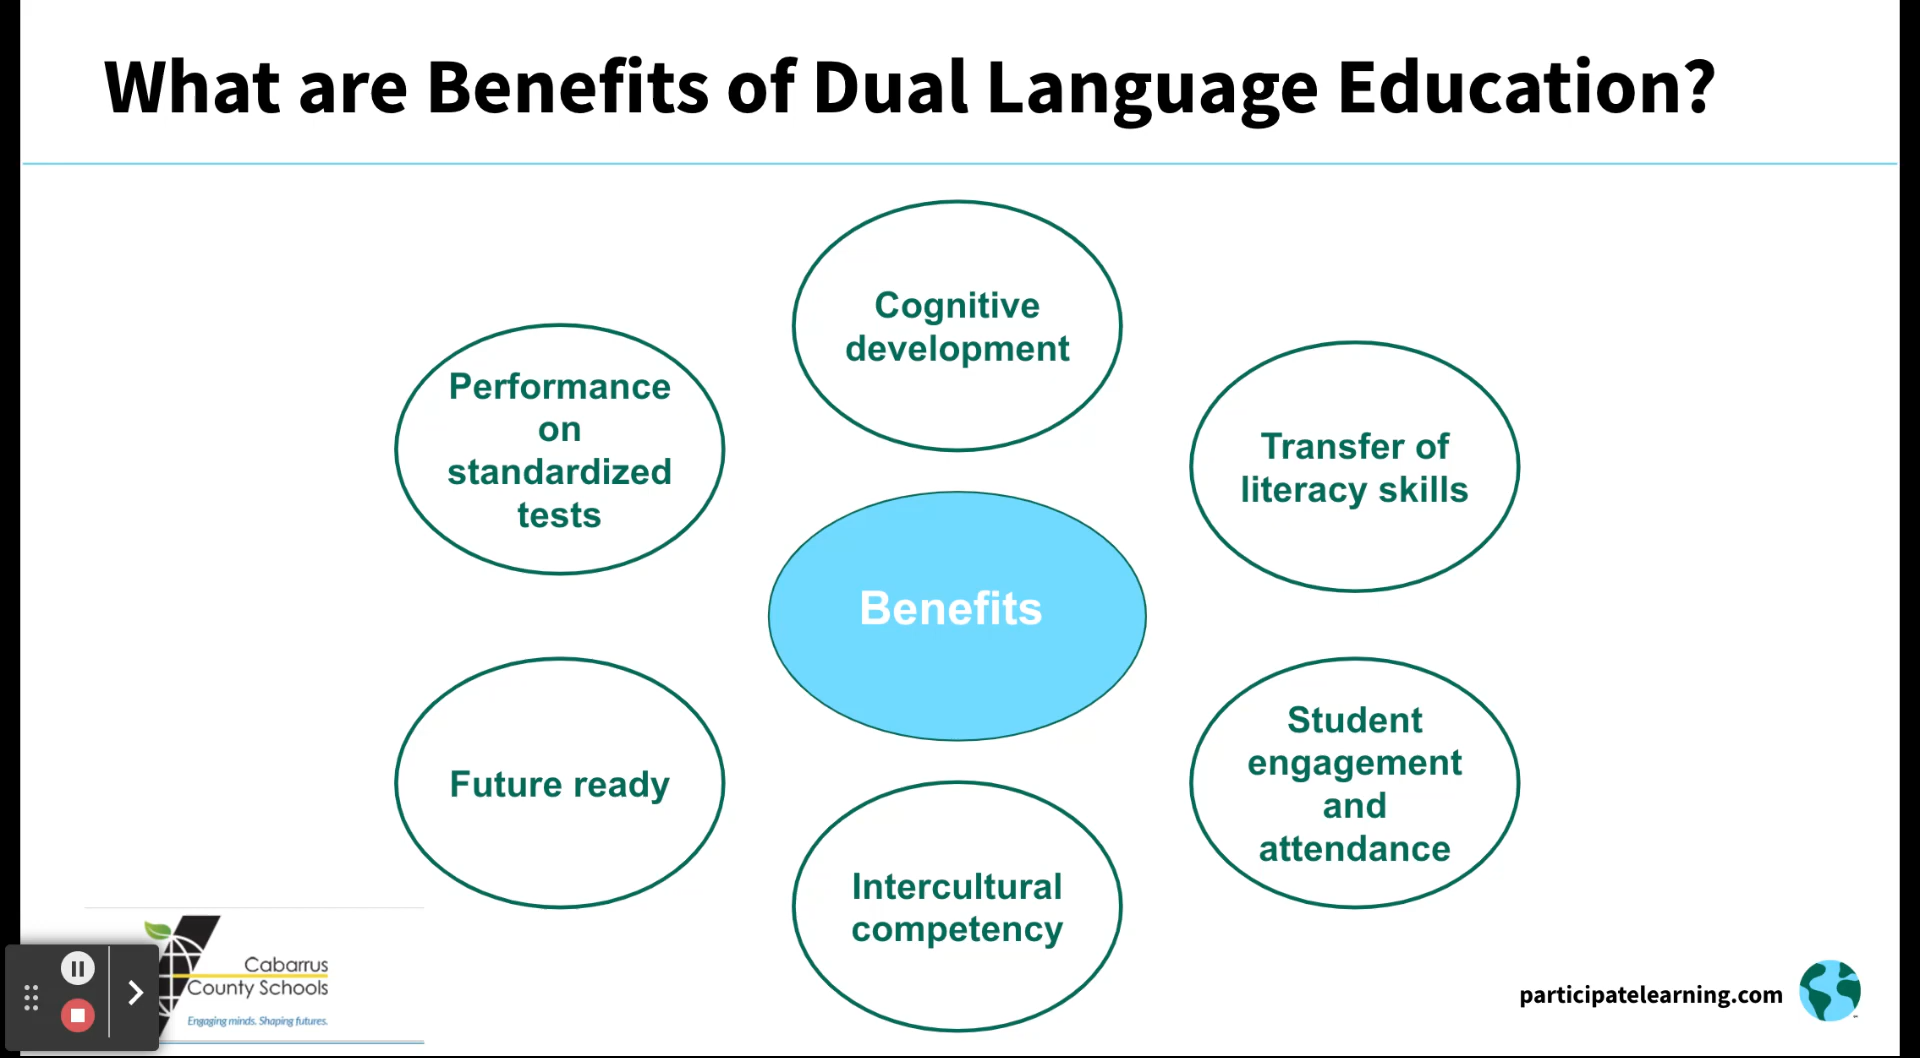 What are Benefits of Dual Language Education?
Cognitive
development
Performance
on
standardized
tests
Transfer of
literacy skills
Benefits
Future ready
Student
engagement
and
attendance
Intercultural
competency
Cabarrus
County Schools
Engaging minds. Shaping futures.
participatelearning.com